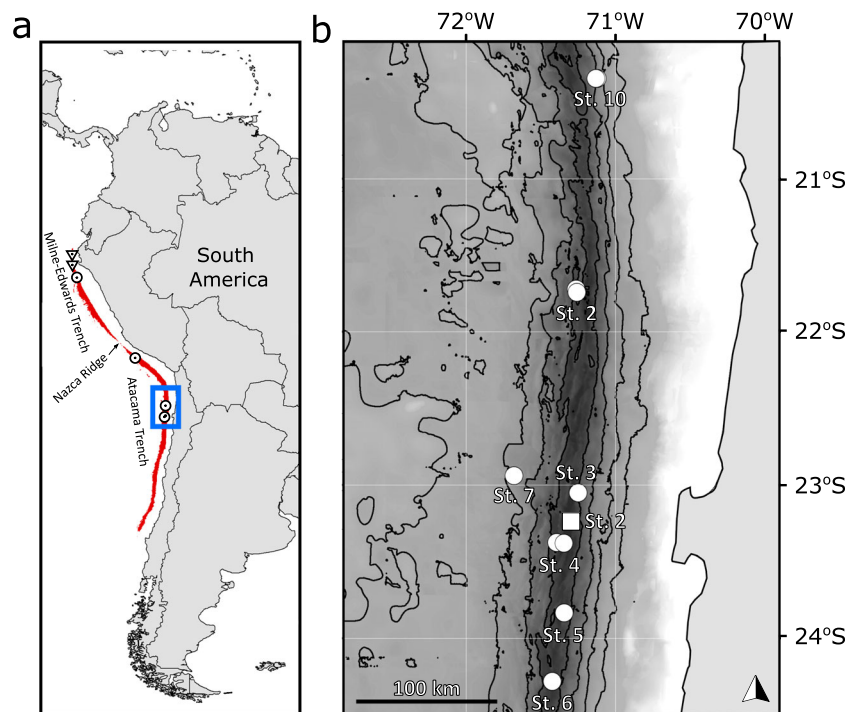 a
South
America
Milne-Edwards Trench
Nazca Ridge
Atacama Trench
b
72°W
71°W
70°W
St. 10
21°S
St. 2
22°S
St. 3
23°S
St. 7
St. 2
St. 4
St. 5
24°S
100 km
St. 6